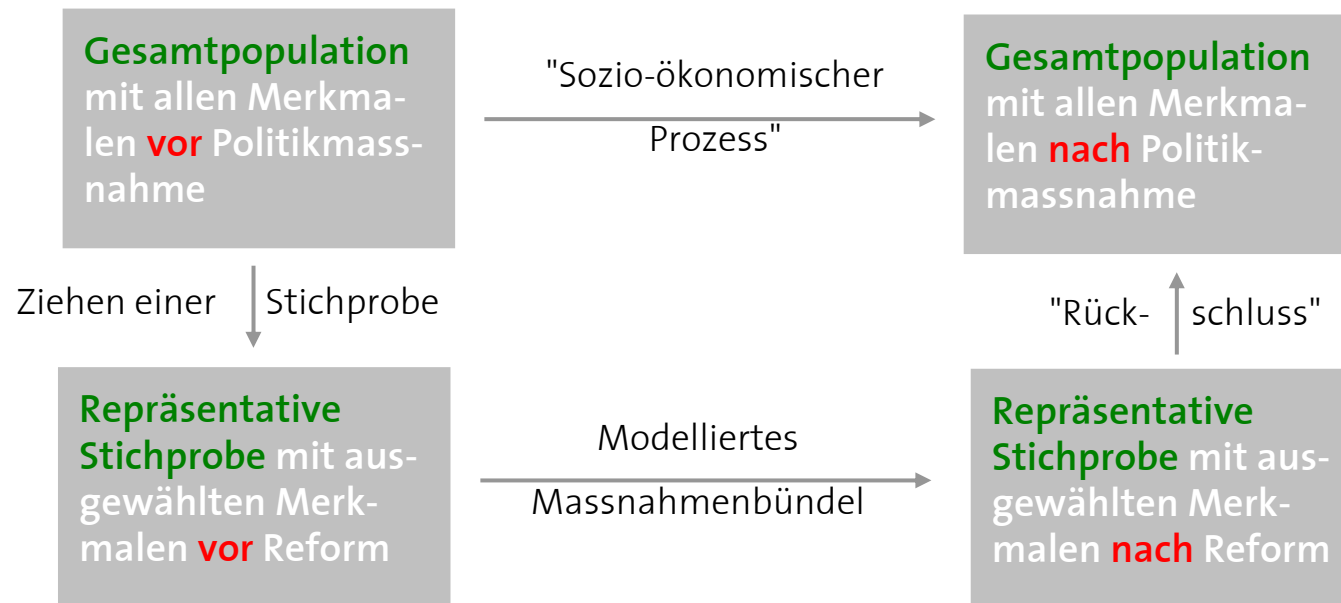 Gesamtpopulation
mit allen Merkma-
len vor Politikmass-
nahme
"Sozio-ökonomischer
Prozess"
Gesamtpopulation
mit allen Merkma-
len nach Politik-
massnahme
Ziehen einer Stichprobe
"Rück- schluss"
Repräsentative
Stichprobe mit aus-
gewählten Merk-
malen vor Reform
Modelliertes
Massnahmenbündel
Repräsentative
Stichprobe mit aus-
gewählten Merk-
malen nach Reform